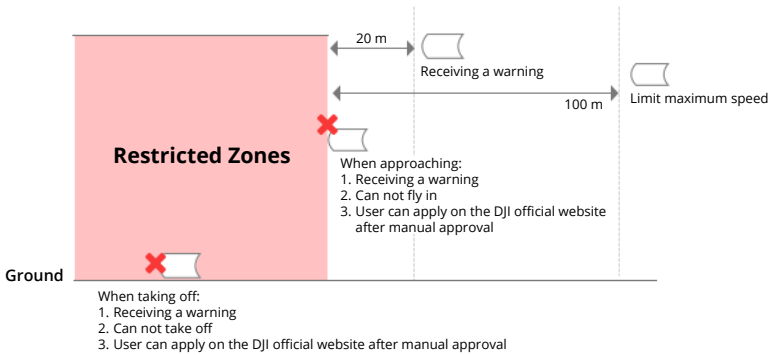 20 m
Receiving a warning
Limit maximum speed
100 m
Restricted Zones
When approaching:
1. Receiving a warning
2. Can not fly in
3. User can apply on the DJI official website
after manual approval
Ground
When taking off:
1. Receiving a warning
2. Can not take off
3. User can apply on the DJI official website after manual approval